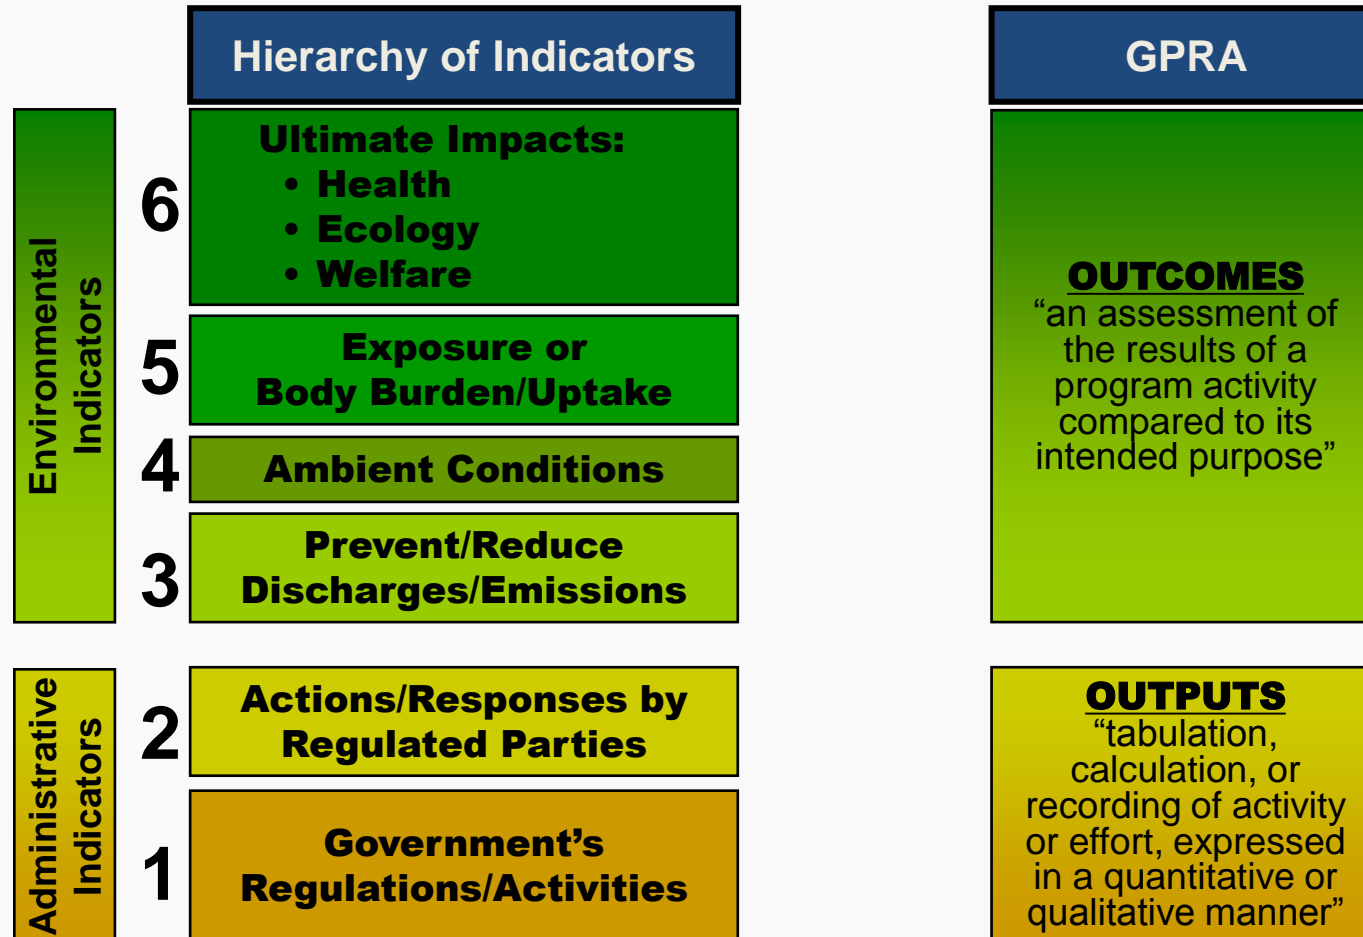 Hierarchy of Indicators
GPRA
Environmental
Indicators
6
Ultimate Impacts:
• Health
• Ecology
• Welfare
5
Exposure or
Body Burden/Uptake
4
Ambient Conditions
3
Prevent/Reduce
Discharges/Emissions
OUTCOMES
“an assessment of
the results of a
program activity
compared to its
intended purpose”
Administrative
Indicators
2
Actions/Responses by
Regulated Parties
1
Government’s
Regulations/Activities
OUTPUTS
“tabulation,
calculation, or
recording of activity
or effort, expressed
in a quantitative or
qualitative manner”